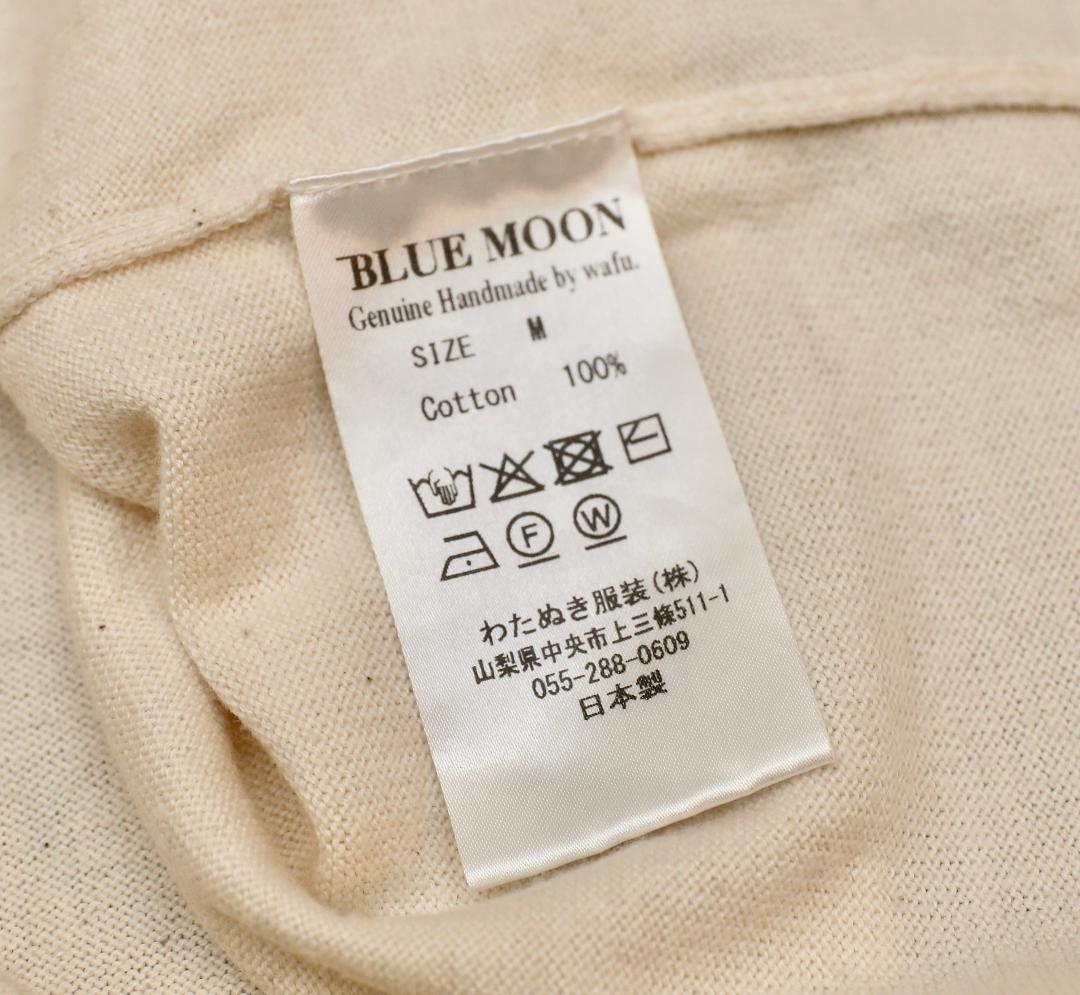 BLUE MOON
Genuine Handmade by wafu.
SIZE M
Cotton 100%
F W
わたぬき服装(株)
山梨県中央市上三條511-1
055-288-0609
日本製